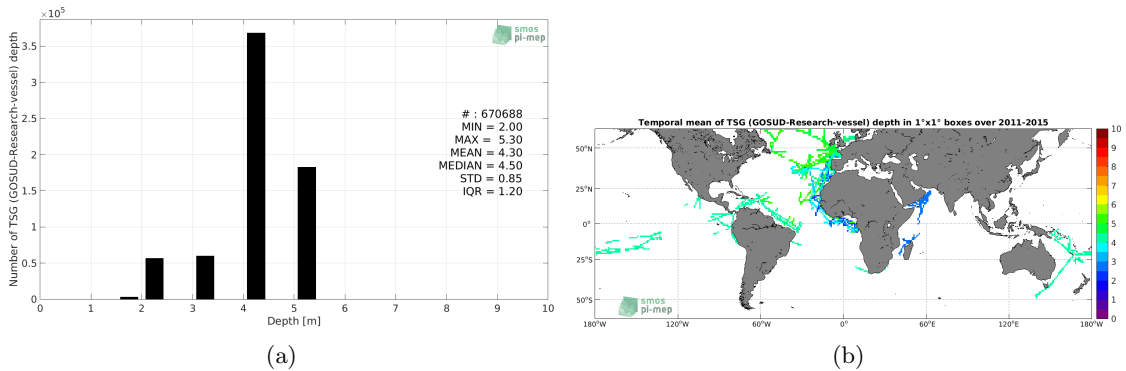 ×10⁵
smos
pi-mep
Number of TSG (GOSUD-Research-vessel) depth
3.5
3
2.5
2
1.5
1
0.5
0
# : 670688
MIN = 2.00
MAX = 5.30
MEAN = 4.30
MEDIAN = 4.50
STD = 0.85
IQR = 1.20
0 1 2 3 4 5 6 7 8 9 10
Depth [m]
(a)
Temporal mean of TSG (GOSUD-Research-vessel) depth in 1°x1° boxes over 2011-2015
50°N
25°N
0°
25°S
50°S
180°W 120°W 60°W 0° 60°E 120°E 180°W
smos
pi-mep
10
9
8
7
6
5
4
3
2
1
0
(b)